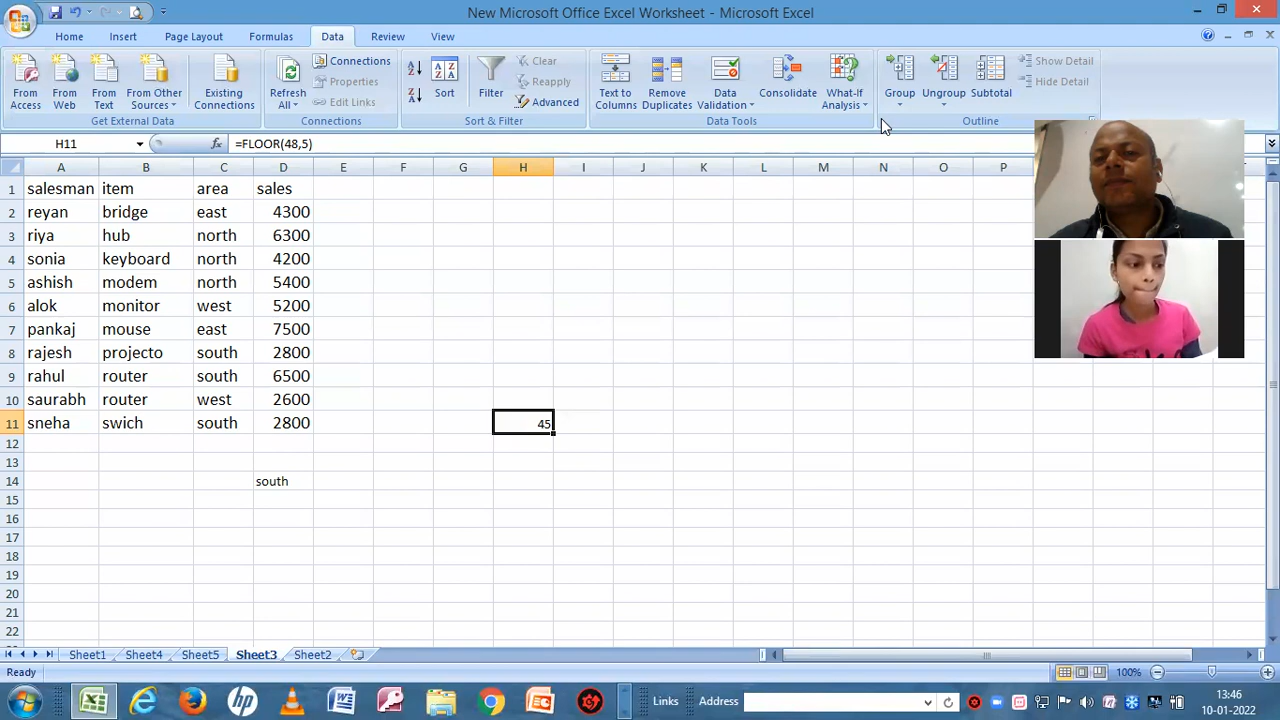 New Microsoft Office Excel Worksheet - Microsoft Excel
Home Insert Page Layout Formulas Data Review View
From Access
From Web
From Text
From Other Sources
Existing Connections
Get External Data
Refresh All
Connections
Properties
Edit Links
Connections
Sort
Filter
Clear
Reapply
Advanced
Sort & Filter
Text to Columns
Remove Duplicates
Data Validation
Consolidate
What-If Analysis
Data Tools
Group
Ungroup
Subtotal
Show Detail
Hide Detail
Outline
H11 fx =FLOOR(48,5)
A B C D E F G H I J K L M N O P
1 salesman item area sales
2 reyan bridge east 4300
3 riya hub north 6300
4 sonia keyboard north 4200
5 ashish modem north 5400
6 alok monitor west 5200
7 pankaj mouse east 7500
8 rajesh projecto south 2800
9 rahul router south 6500
10 saurabh router west 2600
11 sneha swich south 2800 45
12
13
14 south
15
16
17
18
19
20
21
22
Sheet1 Sheet4 Sheet5 Sheet3 Sheet2
Ready 100%
Links Address 13:46
10-01-2022